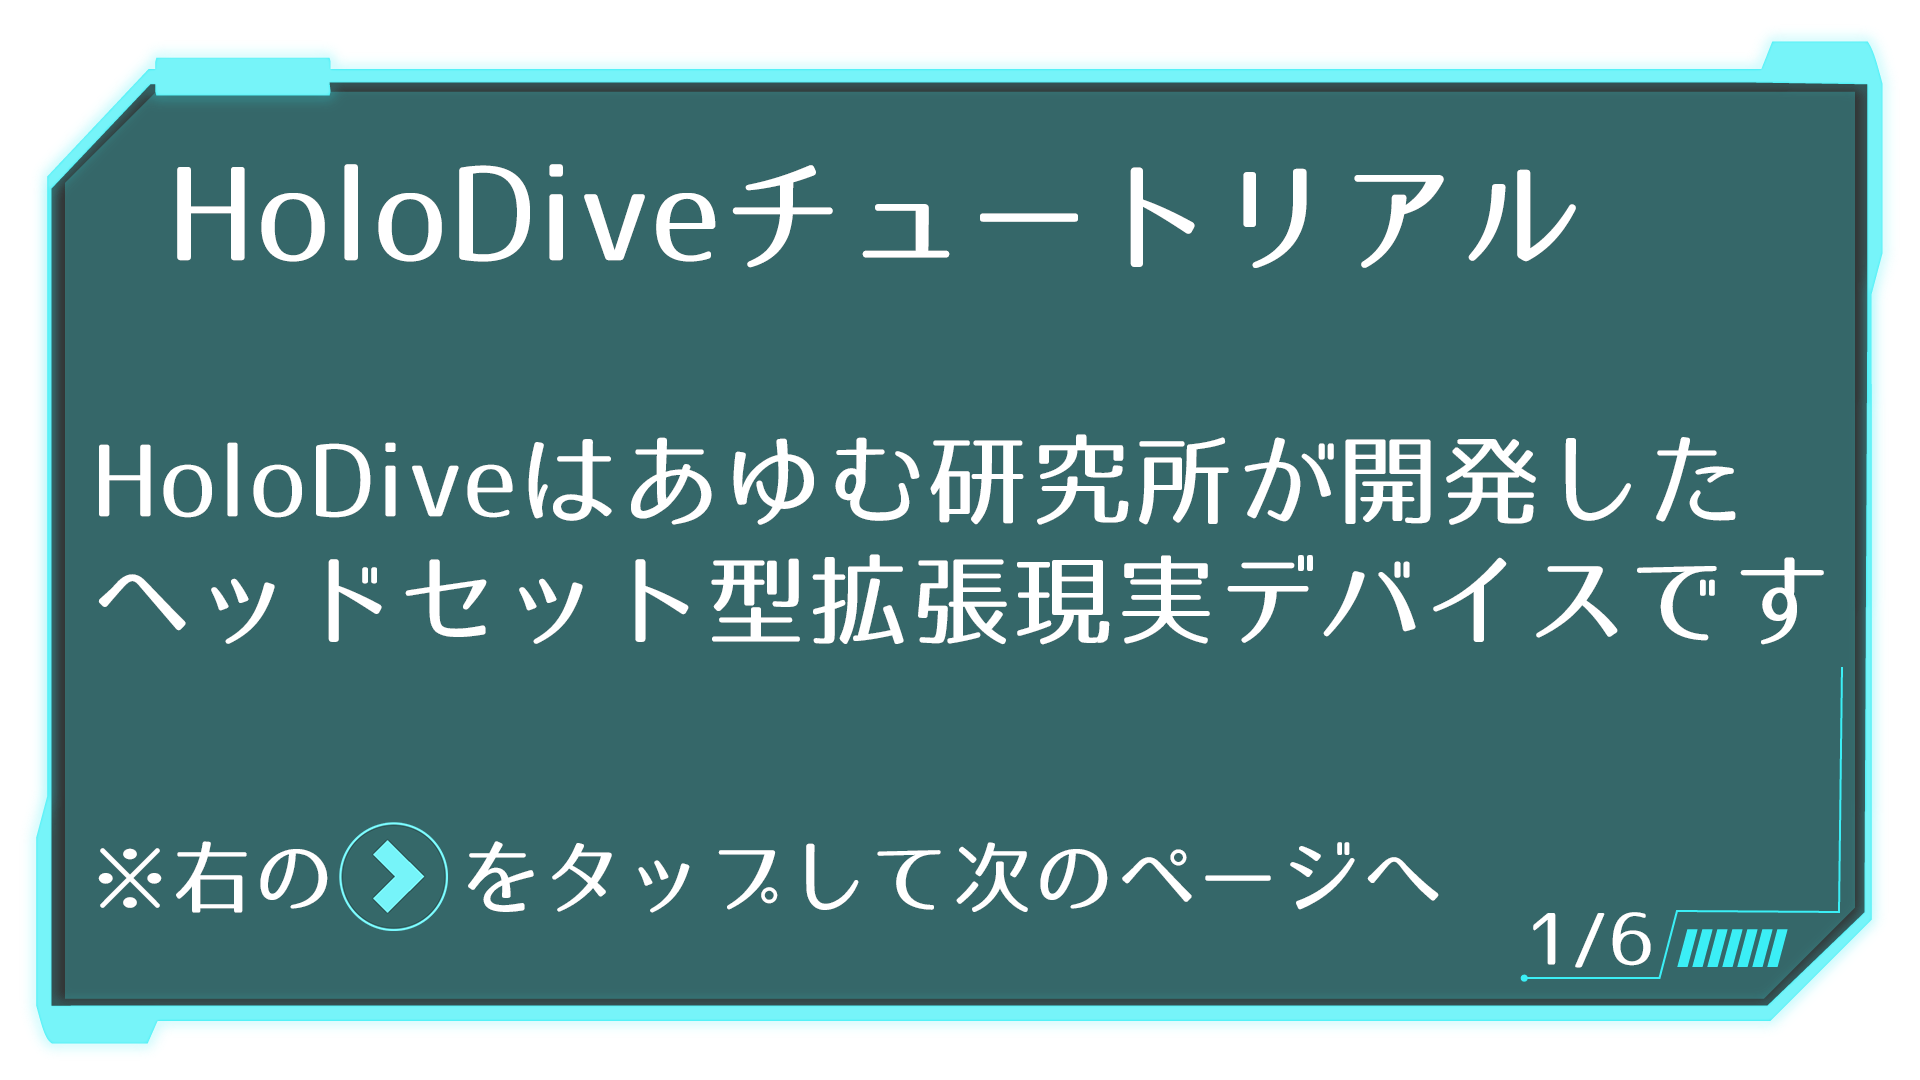 HoloDiveチュートリアル
HoloDiveはあゆむ研究所が開発した
ヘッドセット型拡張現実デバイスです
※右の　をタップして次のページへ
1/6